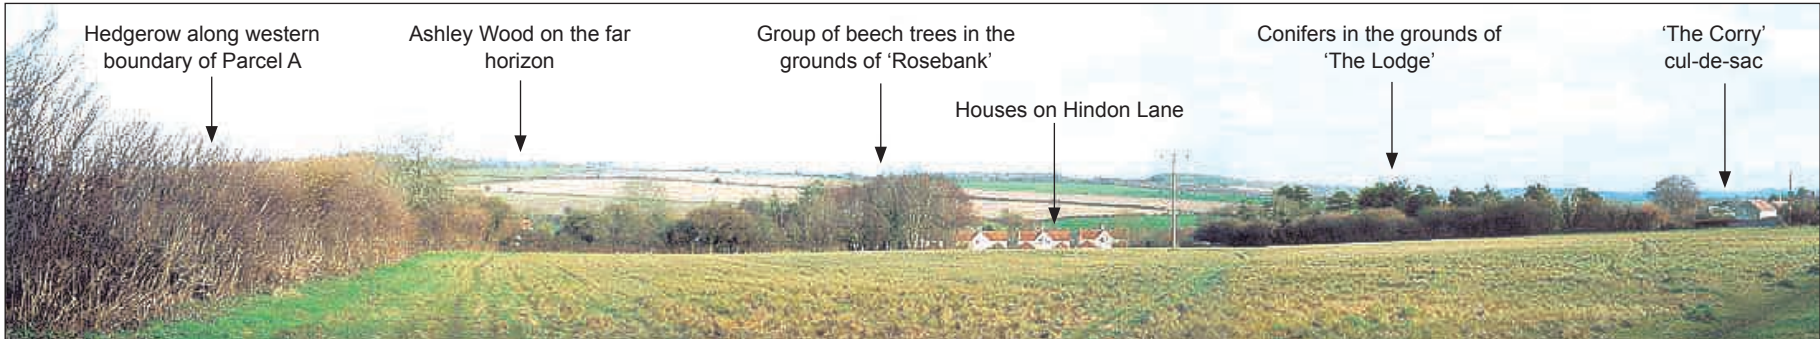 Hedgerow along western
boundary of Parcel A
Ashley Wood on the far
horizon
Group of beech trees in the
grounds of ‘Rosebank’
Houses on Hindon Lane
Conifers in the grounds of
‘The Lodge’
‘The Corry’
cul-de-sac